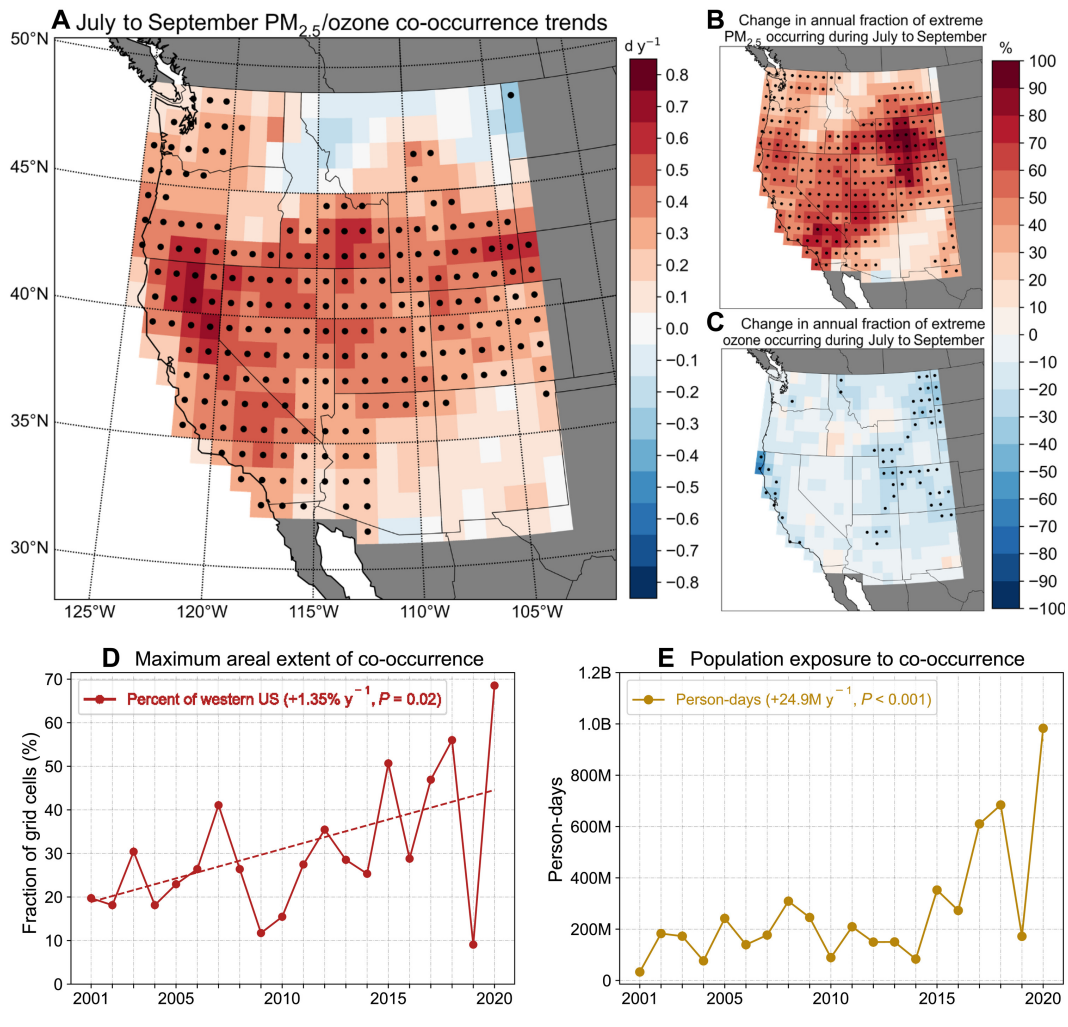 A July to September PM2.5/ozone co-occurrence trends
50°N
45°N
40°N
35°N
30°N
125°W
120°W
115°W
110°W
105°W
d y⁻¹
0.8
0.7
0.6
0.5
0.4
0.3
0.2
0.1
0.0
−0.1
−0.2
−0.3
−0.4
−0.5
−0.6
−0.7
−0.8
B Change in annual fraction of extreme
PM2.5 occurring during July to September
C Change in annual fraction of extreme
ozone occurring during July to September
%
100
90
80
70
60
50
40
30
20
10
0
−10
−20
−30
−40
−50
−60
−70
−80
−90
−100
D Maximum areal extent of co-occurrence
Percent of western US (+1.35% y⁻¹, P = 0.02)
Fraction of grid cells (%)
70
60
50
40
30
20
10
0
2001
2005
2010
2015
2020
E Population exposure to co-occurrence
Person-days (+24.9M y⁻¹, P < 0.001)
Person-days
1.2B
1.0B
800M
600M
400M
200M
0
2001
2005
2010
2015
2020